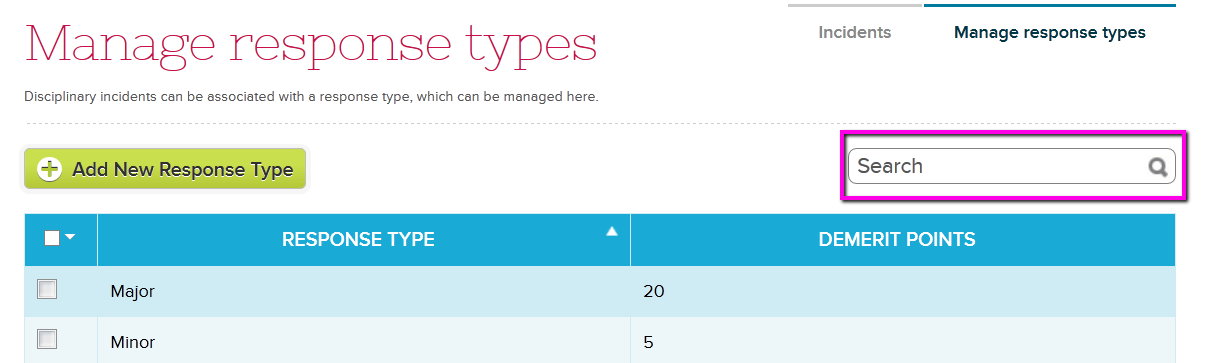 Manage response types
Incidents
Manage response types
Disciplinary incidents can be associated with a response type, which can be managed here.
Add New Response Type
Search
RESPONSE TYPE
DEMERIT POINTS
Major
20
Minor
5